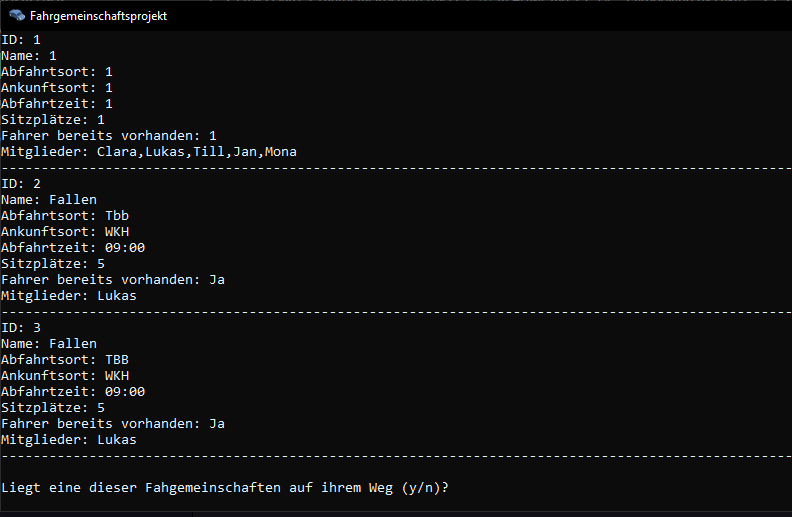 Fahrgemeinschaftsprojekt
ID: 1
Name: 1
Abfahrtsort: 1
Ankunftsort: 1
Abfahrtzeit: 1
Sitzplätze: 1
Fahrer bereits vorhanden: 1
Mitglieder: Clara,Lukas,Till,Jan,Mona
---------------------------------------------------------------------------------------------------
ID: 2
Name: Fallen
Abfahrtsort: Tbb
Ankunftsort: WKH
Abfahrtzeit: 09:00
Sitzplätze: 5
Fahrer bereits vorhanden: Ja
Mitglieder: Lukas
---------------------------------------------------------------------------------------------------
ID: 3
Name: Fallen
Abfahrtsort: TBB
Ankunftsort: WKH
Abfahrtzeit: 09:00
Sitzplätze: 5
Fahrer bereits vorhanden: Ja
Mitglieder: Lukas
---------------------------------------------------------------------------------------------------
Liegt eine dieser Fahgemeinschaften auf ihrem Weg (y/n)?